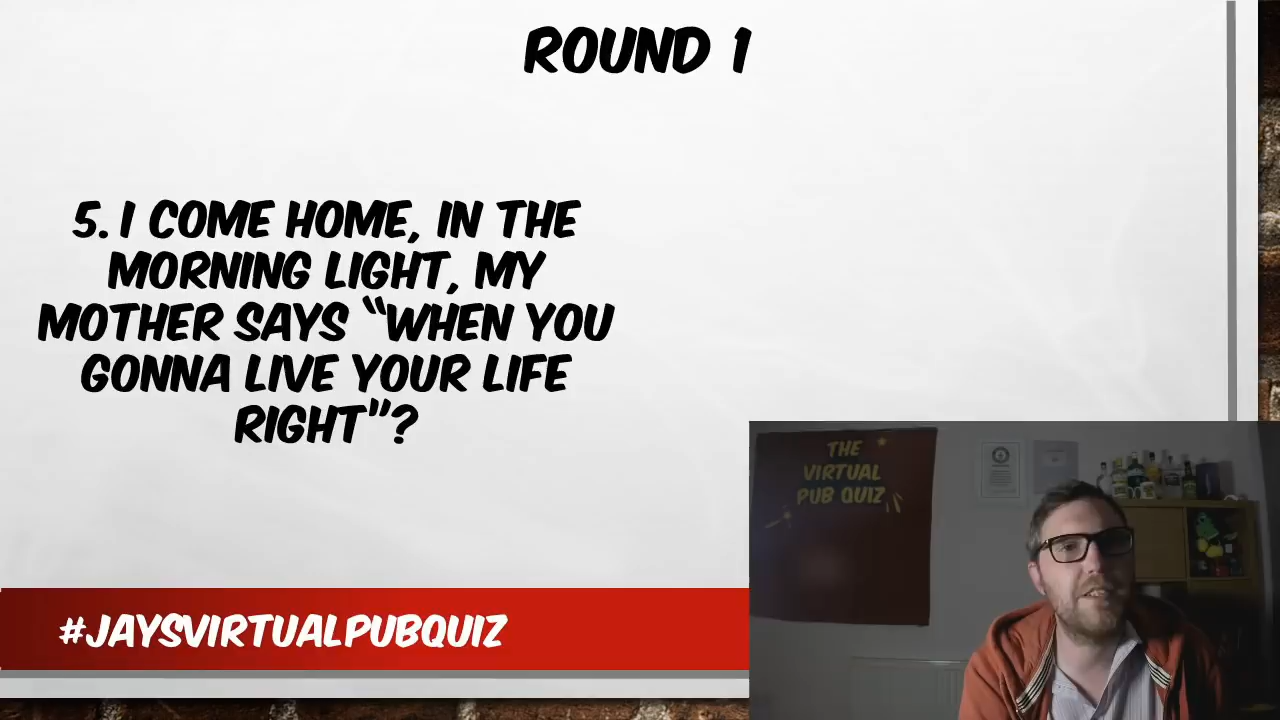 ROUND 1
5. I COME HOME, IN THE
MORNING LIGHT, MY
MOTHER SAYS “WHEN YOU
GONNA LIVE YOUR LIFE
RIGHT”?
#JAYSVIRTUALPUBQUIZ
THE
VIRTUAL
PUB QUIZ